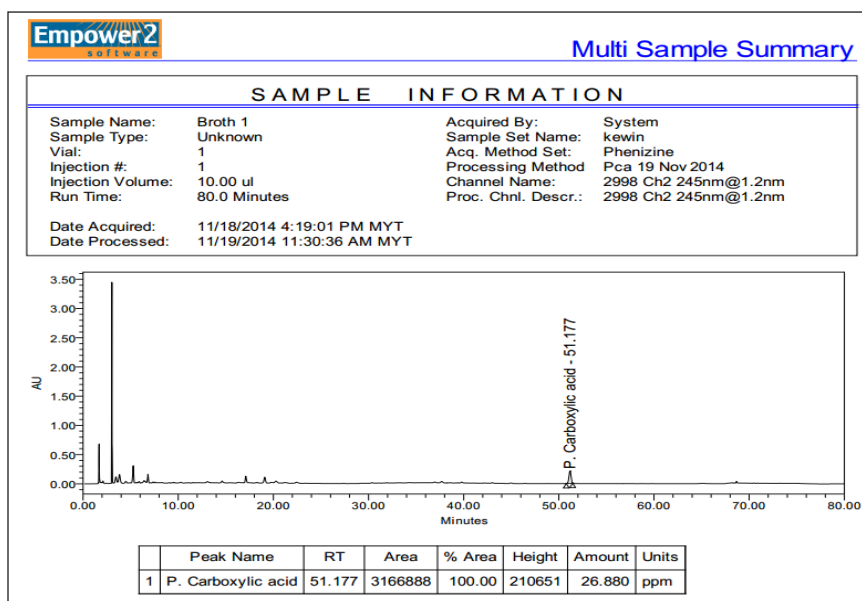 Empower2
software
Multi Sample Summary
SAMPLE INFORMATION
Sample Name: Broth 1 Acquired By: System
Sample Type: Unknown Sample Set Name: kewin
Vial: 1 Acq. Method Set: Phenizine
Injection #: 1 Processing Method Pca 19 Nov 2014
Injection Volume: 10.00 ul Channel Name: 2998 Ch2 245nm@1.2nm
Run Time: 80.0 Minutes Proc. Chnl. Descr.: 2998 Ch2 245nm@1.2nm
Date Acquired: 11/18/2014 4:19:01 PM MYT
Date Processed: 11/19/2014 11:30:36 AM MYT
AU
3.50
3.00
2.50
2.00
1.50
1.00
0.50
0.00
P. Carboxylic acid - 51.177
0.00 10.00 20.00 30.00 40.00 50.00 60.00 70.00 80.00
Minutes
Peak Name RT Area % Area Height Amount Units
1 P. Carboxylic acid 51.177 3166888 100.00 210651 26.880 ppm